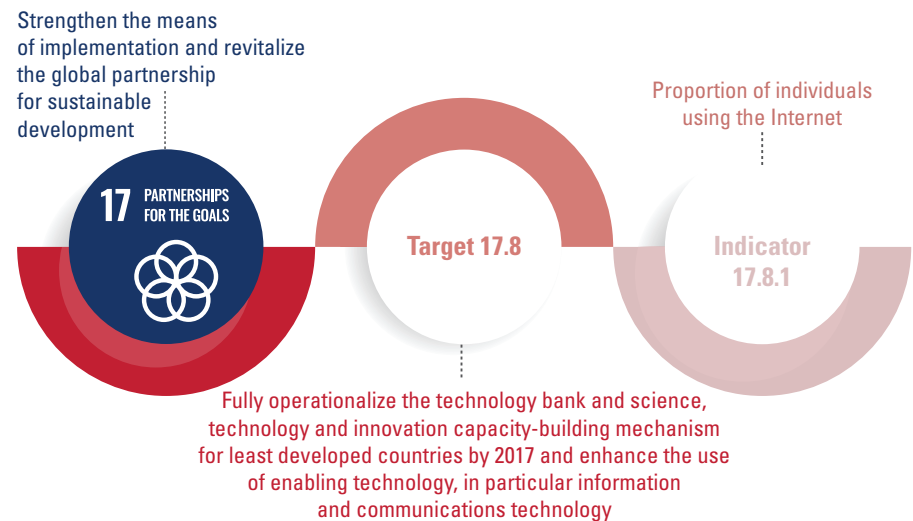 Strengthen the means
of implementation and revitalize
the global partnership
for sustainable
development
17 PARTNERSHIPS
FOR THE GOALS
Target 17.8
Fully operationalize the technology bank and science,
technology and innovation capacity-building mechanism
for least developed countries by 2017 and enhance the use
of enabling technology, in particular information
and communications technology
Proportion of individuals
using the Internet
Indicator
17.8.1